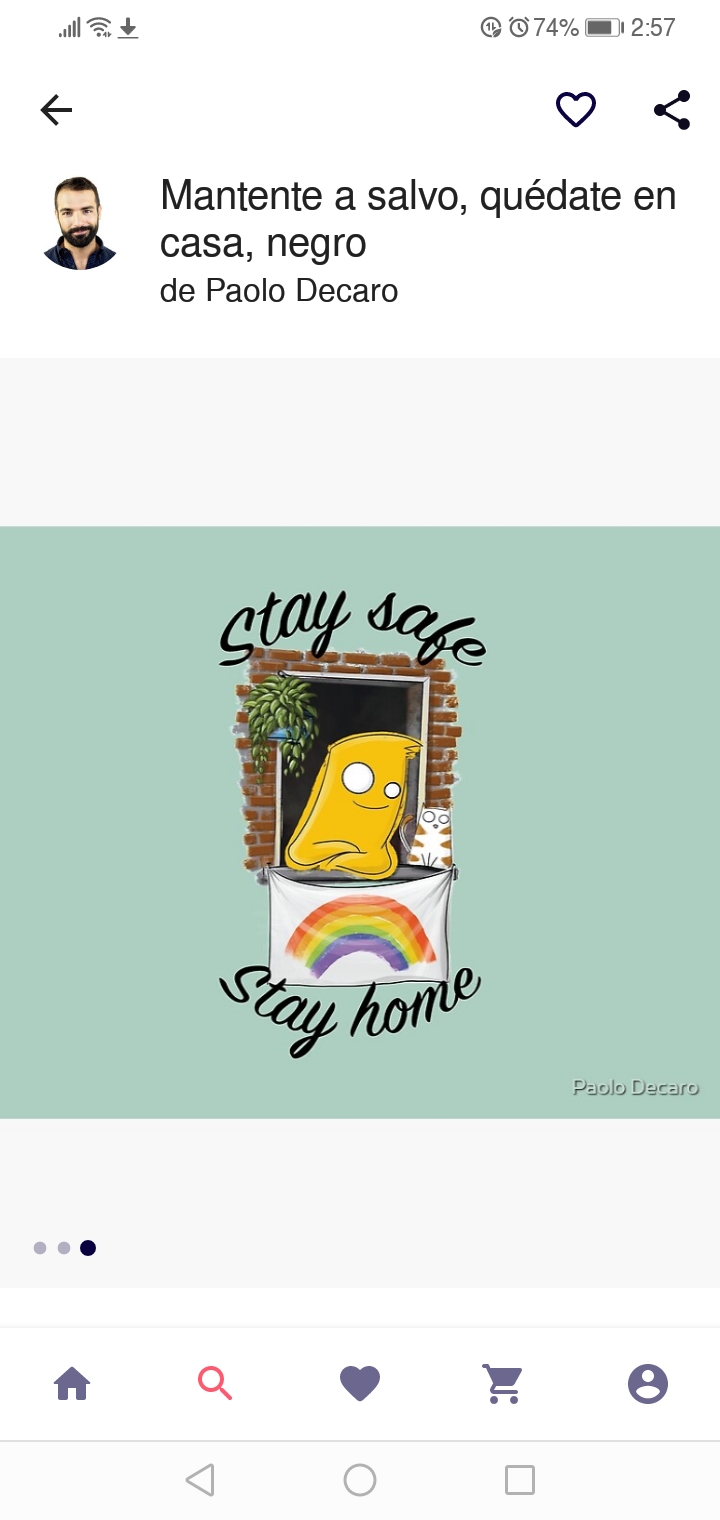 74% 2:57
Mantente a salvo, quédate en
casa, negro
de Paolo Decaro
Stay safe
Stay home
Paolo Decaro